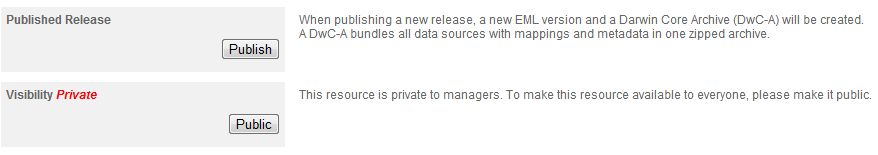 Published Release
When publishing a new release, a new EML version and a Darwin Core Archive (DwC-A) will be created.
A DwC-A bundles all data sources with mappings and metadata in one zipped archive.
Publish
Visibility Private
This resource is private to managers. To make this resource available to everyone, please make it public.
Public